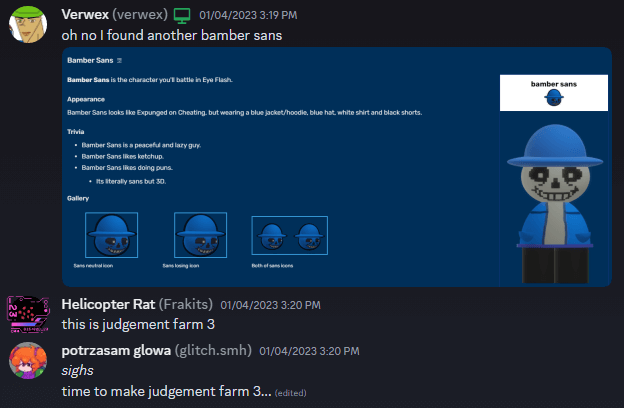 Verwex (verwex) 01/04/2023 3:19 PM
oh no I found another bamber sans
Bamber Sans
Bamber Sans is the character you'll battle in Eye Flash.
Appearance
Bamber Sans looks like Expunged on Cheating, but wearing a blue jacket/hoodie, blue hat, white shirt and black shorts.
Trivia
• Bamber Sans is a peaceful and lazy guy.
• Bamber Sans likes ketchup.
• Bamber Sans likes doing puns.
• Its literally sans but 3D.
Gallery
Sans neutral icon
Sans losing icon
Both of sans icons
bamber sans
Helicopter Rat (Frakits) 01/04/2023 3:20 PM
this is judgement farm 3
potrzasam glowa (glitch.smh) 01/04/2023 3:20 PM
sighs
time to make judgement farm 3... (edited)